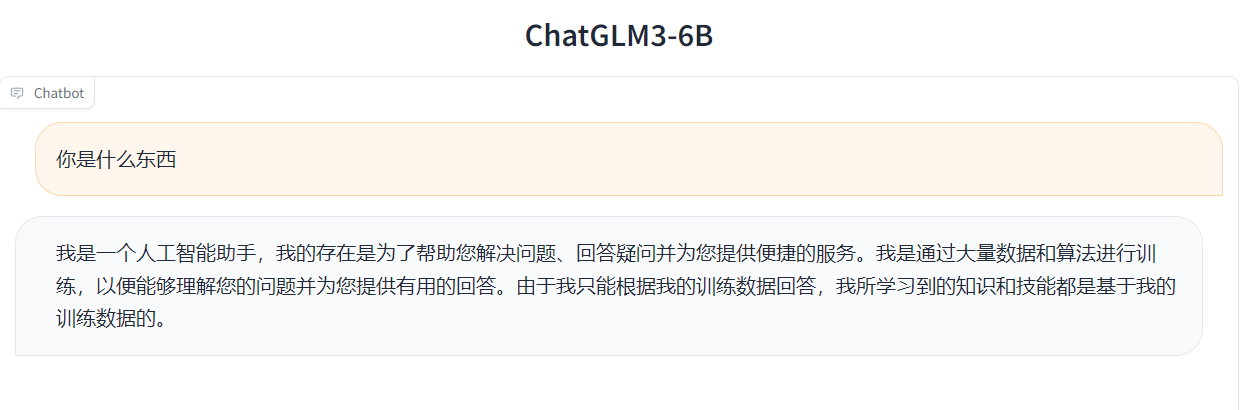 ChatGLM3-6B
Chatbot
你是什么东西
我是一个人工智能助手，我的存在是为了帮助您解决问题、回答疑问并为您提供便捷的服务。我是通过大量数据和算法进行训
练，以便能够理解您的问题并为您提供有用的回答。由于我只能根据我的训练数据回答，我所学习到的知识和技能都是基于我的
训练数据的。